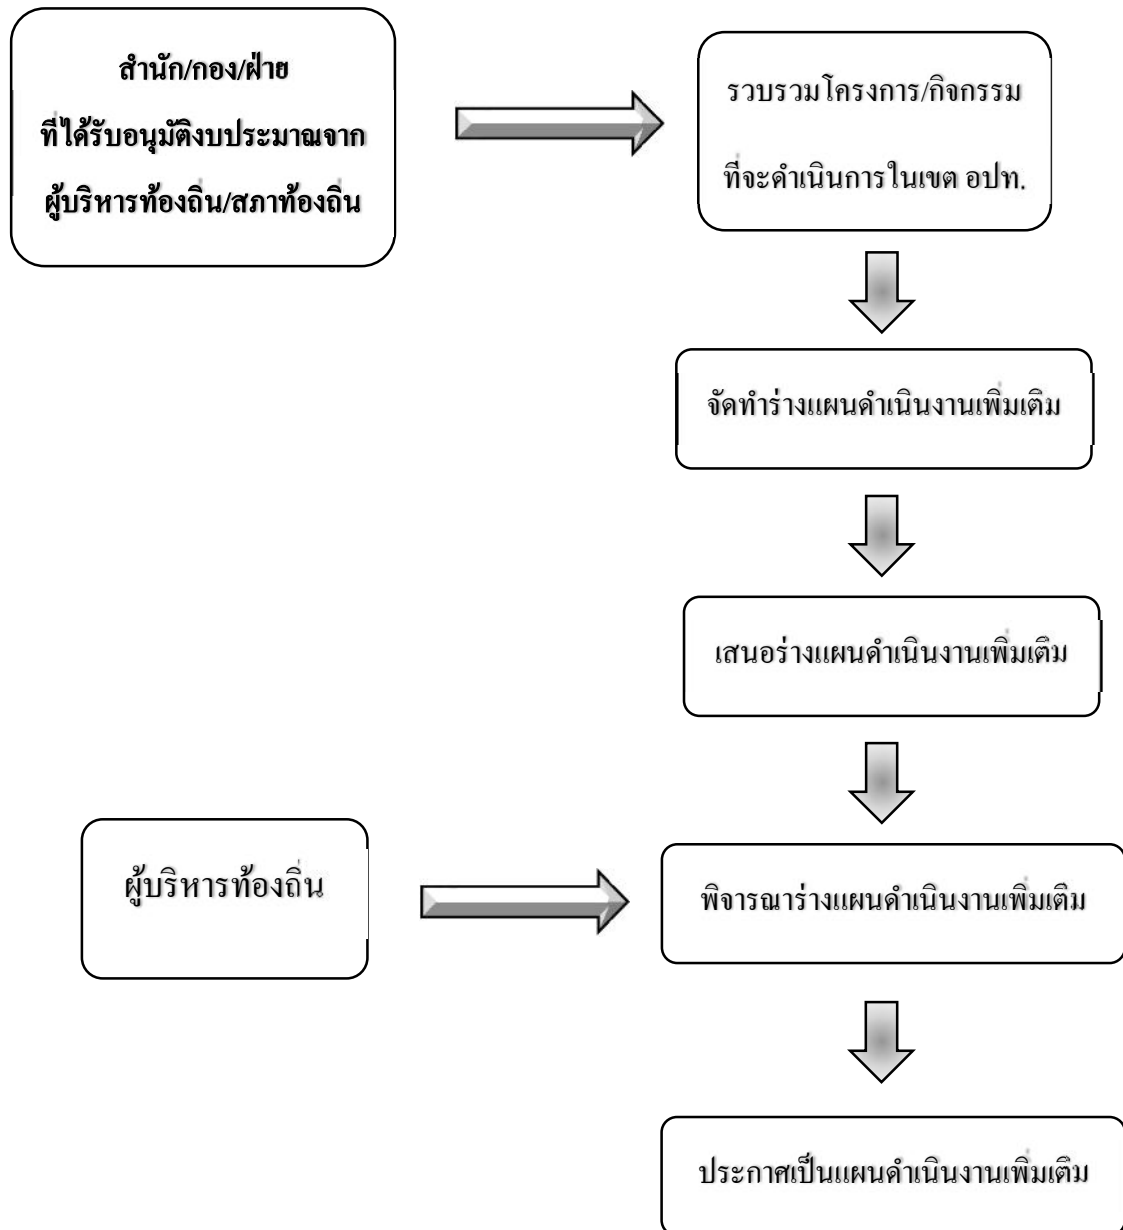 สำนัก/กอง/ฝ่าย
ที่ได้รับอนุมัติงบประมาณจาก
ผู้บริหารท้องถิ่น/สภาท้องถิ่น
รวบรวมโครงการ/กิจกรรม
ที่จะดำเนินการในเขต อปท.
จัดทำร่างแผนดำเนินงานเพิ่มเติม
เสนอร่างแผนดำเนินงานเพิ่มเติม
ผู้บริหารท้องถิ่น
พิจารณาร่างแผนดำเนินงานเพิ่มเติม
ประกาศเป็นแผนดำเนินงานเพิ่มเติม